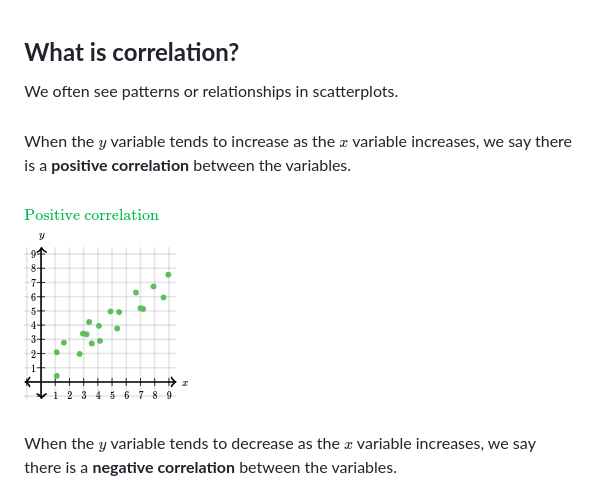 What is correlation?
We often see patterns or relationships in scatterplots.
When the y variable tends to increase as the x variable increases, we say there
is a positive correlation between the variables.
Positive correlation
y
9
8
7
6
5
4
3
2
1
x
1 2 3 4 5 6 7 8 9
When the y variable tends to decrease as the x variable increases, we say
there is a negative correlation between the variables.